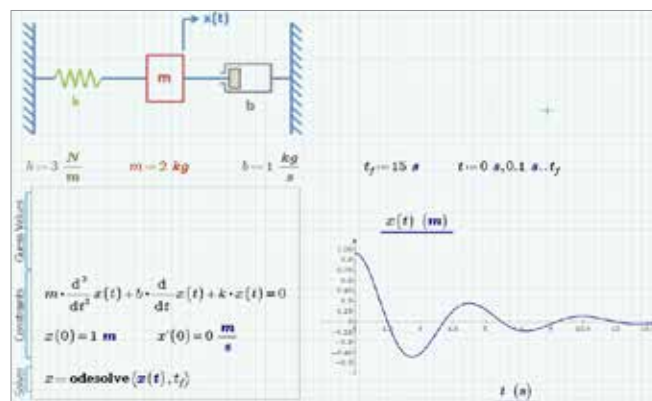 x(t)
k
m
b
k = 3 N/m
m = 2 kg
b = 1 kg/s
t_f = 15 s
t = 0 s, 0.1 s..t_f
Guess Values
Constraints
Solver
m · d²/dt² x(t) + b · d/dt x(t) + k · x(t) = 0
x(0) = 1 m
x'(0) = 0 m/s
x = odesolve (x(t), t_f)
x(t) (m)
t (s)